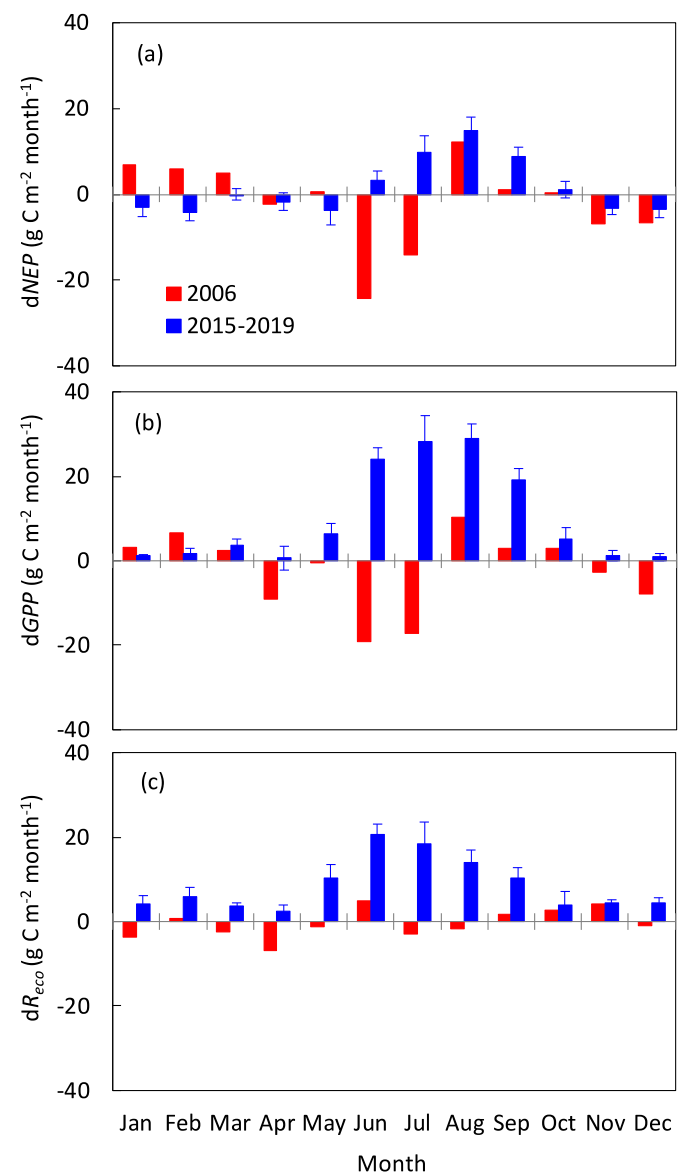 40
(a)
20
0
-20
-40
dNEP (g C m-2 month-1)
2006
2015-2019
40
(b)
20
0
-20
-40
dGPP (g C m-2 month-1)
40
(c)
20
0
-20
-40
dReco (g C m-2 month-1)
Jan Feb Mar Apr May Jun Jul Aug Sep Oct Nov Dec
Month